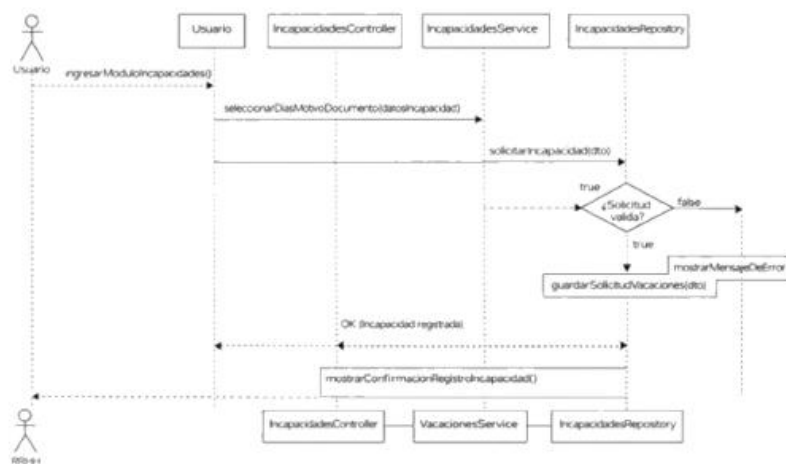 Usuario
IncapacidadesController
IncapacidadesService
IncapacidadesRepository
Usuario
ingresarModuloIncapacidades()
seleccionarDiasMotivoDocumento(datosIncapacidad)
solicitarIncapacidad(dto)
true
¿Solicitud
valida?
false
true
mostrarMensajeDeError
guardarSolicitudVacaciones(dto)
OK (Incapacidad registrada)
mostrarConfirmacionRegistroIncapacidad()
IncapacidadesController
VacacionesService
IncapacidadesRepository